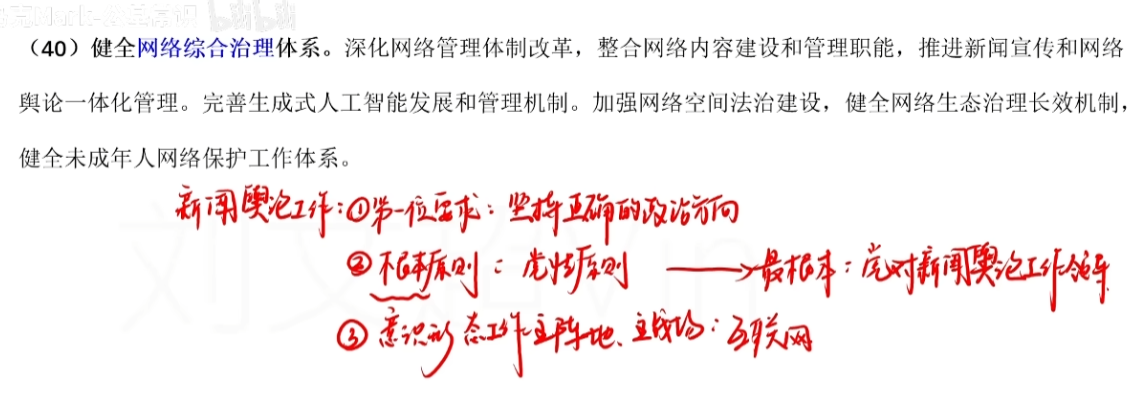 bilibili
（40）健全网络综合治理体系。深化网络管理体制改革，整合网络内容建设和管理职能，推进新闻宣传和网络
舆论一体化管理。完善生成式人工智能发展和管理机制。加强网络空间法治建设，健全网络生态治理长效机制，
健全未成年人网络保护工作体系。
新闻舆论工作：①第一位要求：坚持正确的政治方向
②根本原则：党性原则 → 最根本：党对新闻舆论工作领导
③意识形态工作主阵地、主战场：互联网